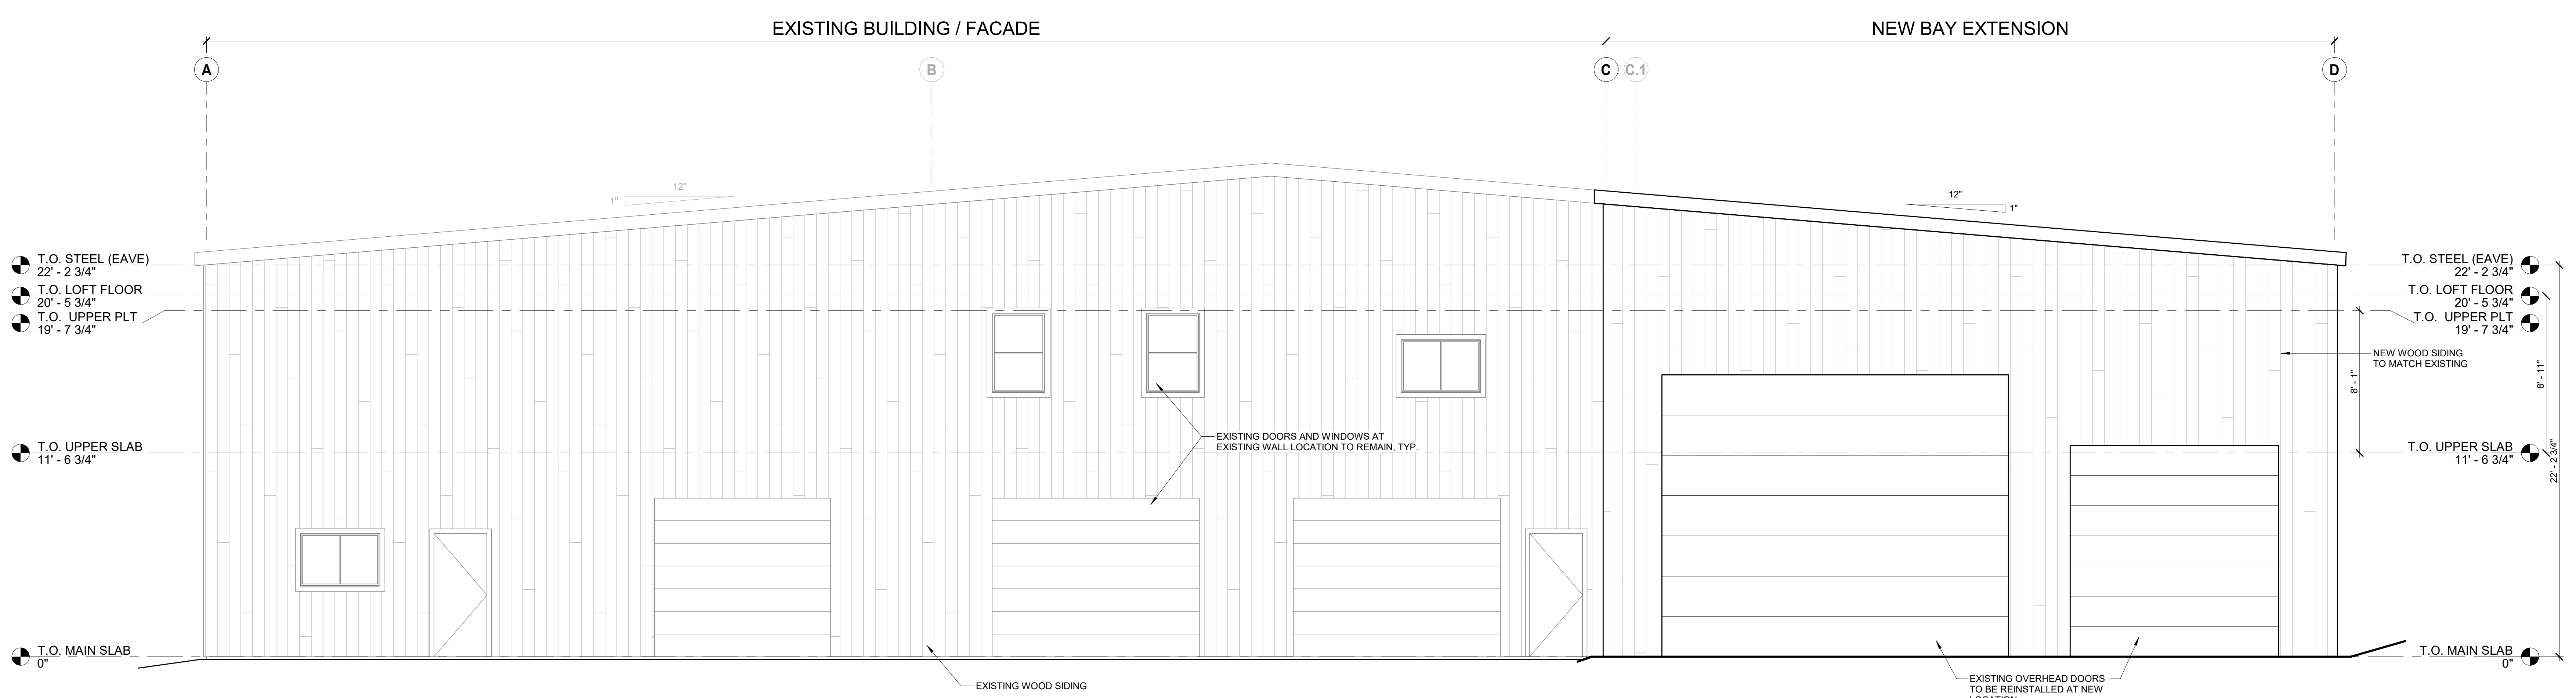 EXISTING BUILDING / FACADE
NEW BAY EXTENSION
A
B
C
C.1
D
12"
1"
12"
1"
T.O. STEEL (EAVE)
22' - 2 3/4"
T.O. LOFT FLOOR
20' - 5 3/4"
T.O. UPPER PLT
19' - 7 3/4"
T.O. UPPER SLAB
11' - 6 3/4"
T.O. MAIN SLAB
0"
EXISTING DOORS AND WINDOWS AT
EXISTING WALL LOCATION TO REMAIN, TYP.
EXISTING WOOD SIDING
T.O. STEEL (EAVE)
22' - 2 3/4"
T.O. LOFT FLOOR
20' - 5 3/4"
T.O. UPPER PLT
19' - 7 3/4"
NEW WOOD SIDING
TO MATCH EXISTING
8' - 1"
8' - 11"
22' - 2 3/4"
T.O. UPPER SLAB
11' - 6 3/4"
T.O. MAIN SLAB
0"
EXISTING OVERHEAD DOORS
TO BE REINSTALLED AT NEW
LOCATION